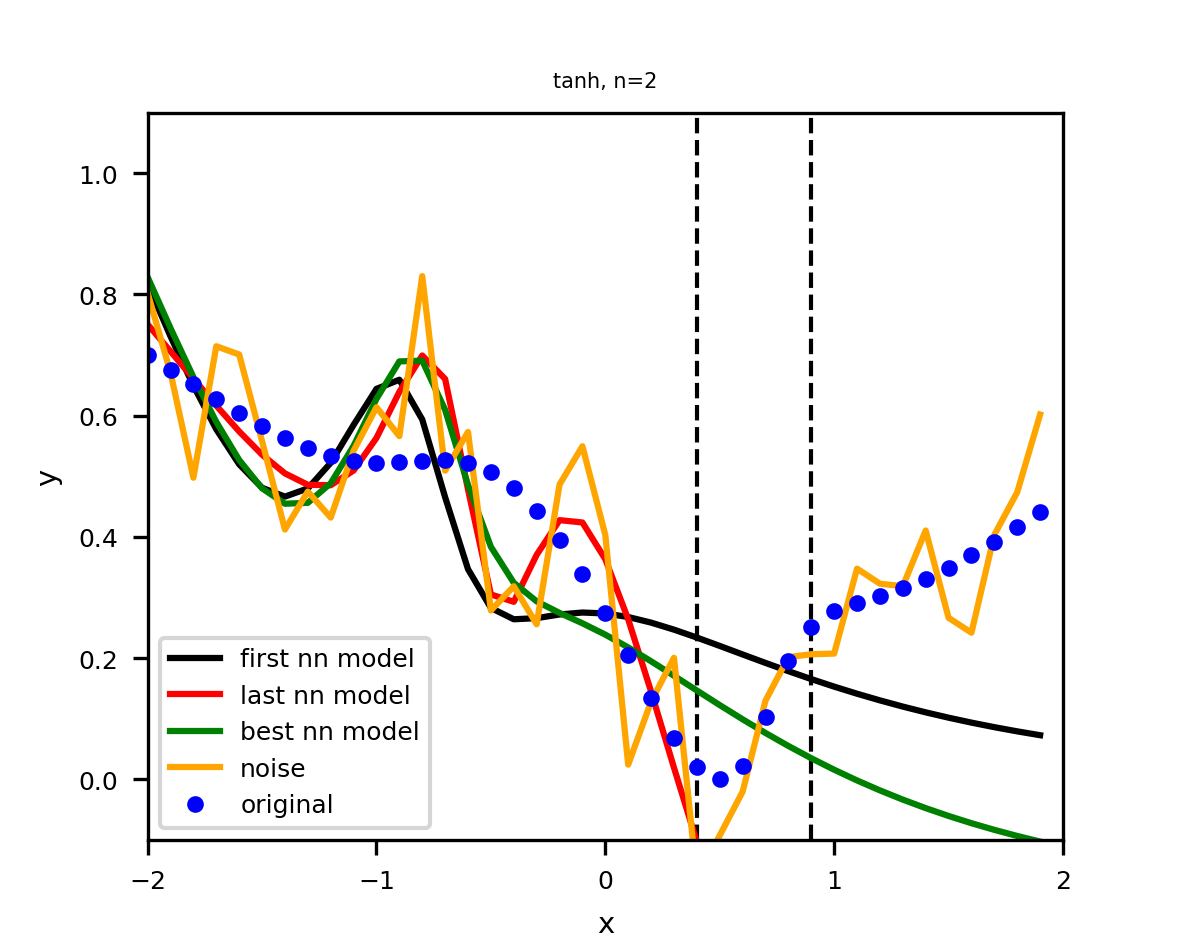 tanh, n=2
y
1.0
0.8
0.6
0.4
0.2
0.0
first nn model
last nn model
best nn model
noise
original
−2
−1
0
1
2
x